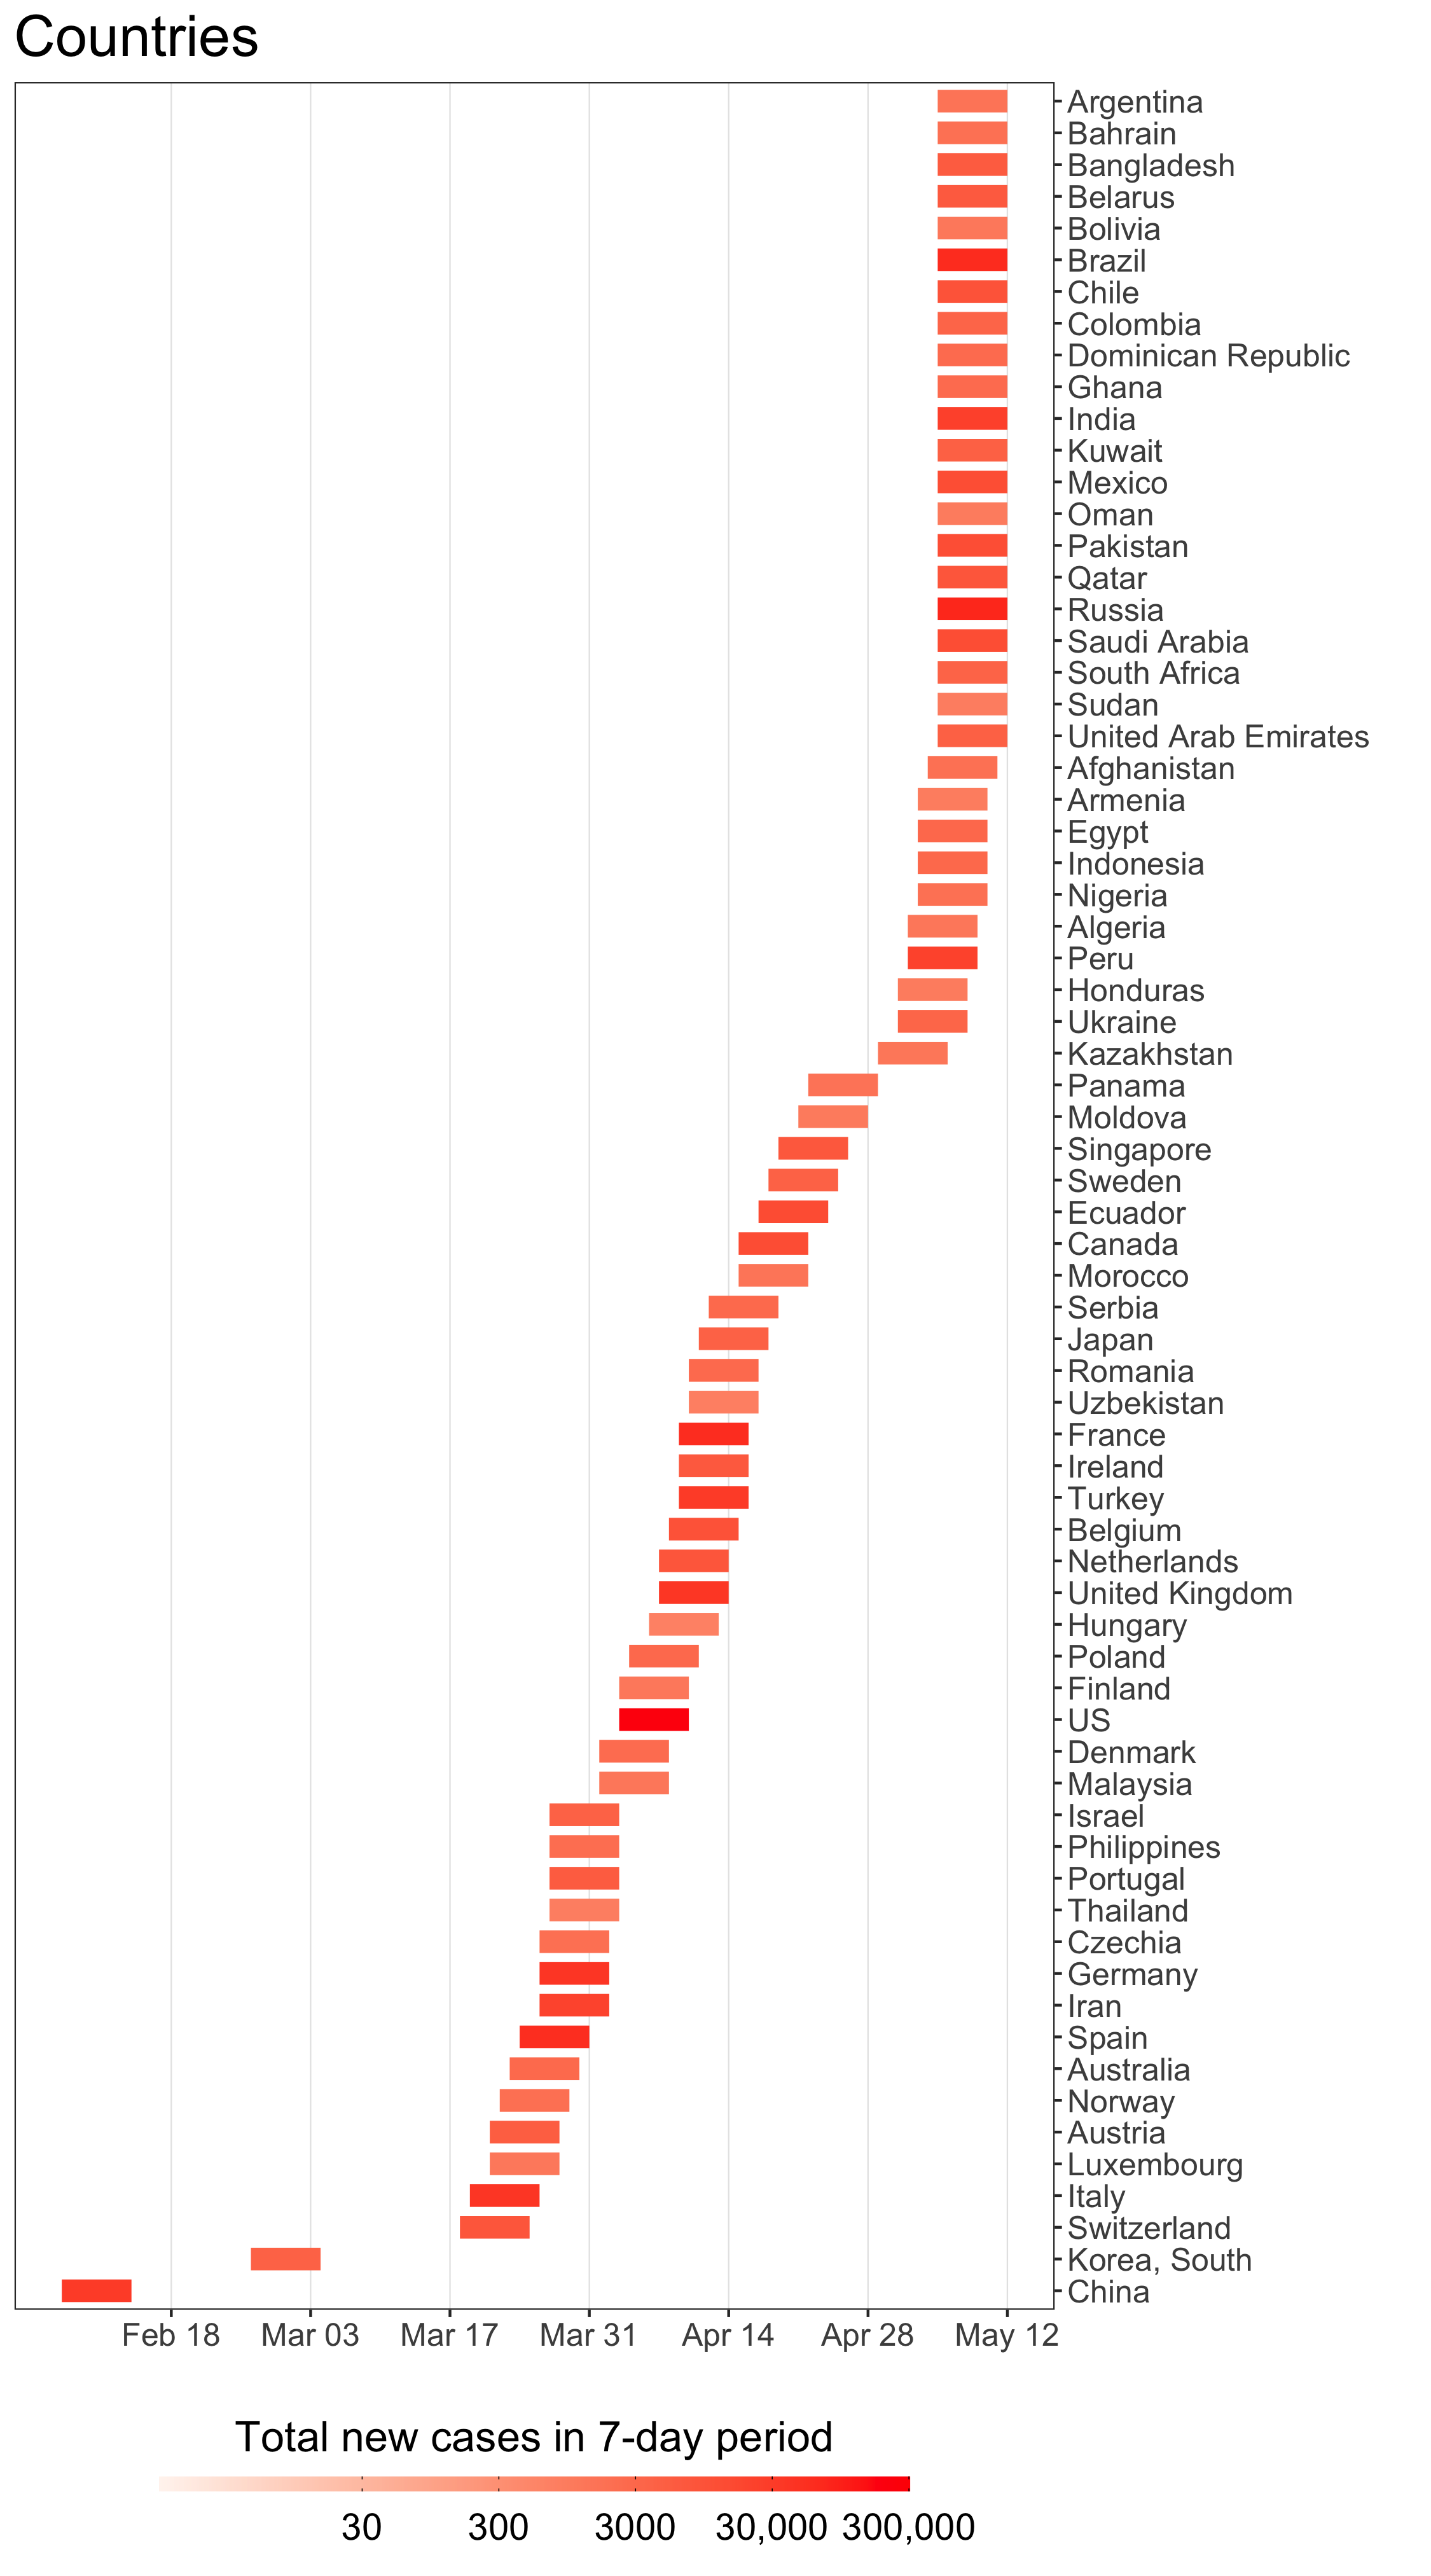 Countries
Argentina
Bahrain
Bangladesh
Belarus
Bolivia
Brazil
Chile
Colombia
Dominican Republic
Ghana
India
Kuwait
Mexico
Oman
Pakistan
Qatar
Russia
Saudi Arabia
South Africa
Sudan
United Arab Emirates
Afghanistan
Armenia
Egypt
Indonesia
Nigeria
Algeria
Peru
Honduras
Ukraine
Kazakhstan
Panama
Moldova
Singapore
Sweden
Ecuador
Canada
Morocco
Serbia
Japan
Romania
Uzbekistan
France
Ireland
Turkey
Belgium
Netherlands
United Kingdom
Hungary
Poland
Finland
US
Denmark
Malaysia
Israel
Philippines
Portugal
Thailand
Czechia
Germany
Iran
Spain
Australia
Norway
Austria
Luxembourg
Italy
Switzerland
Korea, South
China
Feb 18 Mar 03 Mar 17 Mar 31 Apr 14 Apr 28 May 12
Total new cases in 7-day period
30 300 3000 30,000 300,000